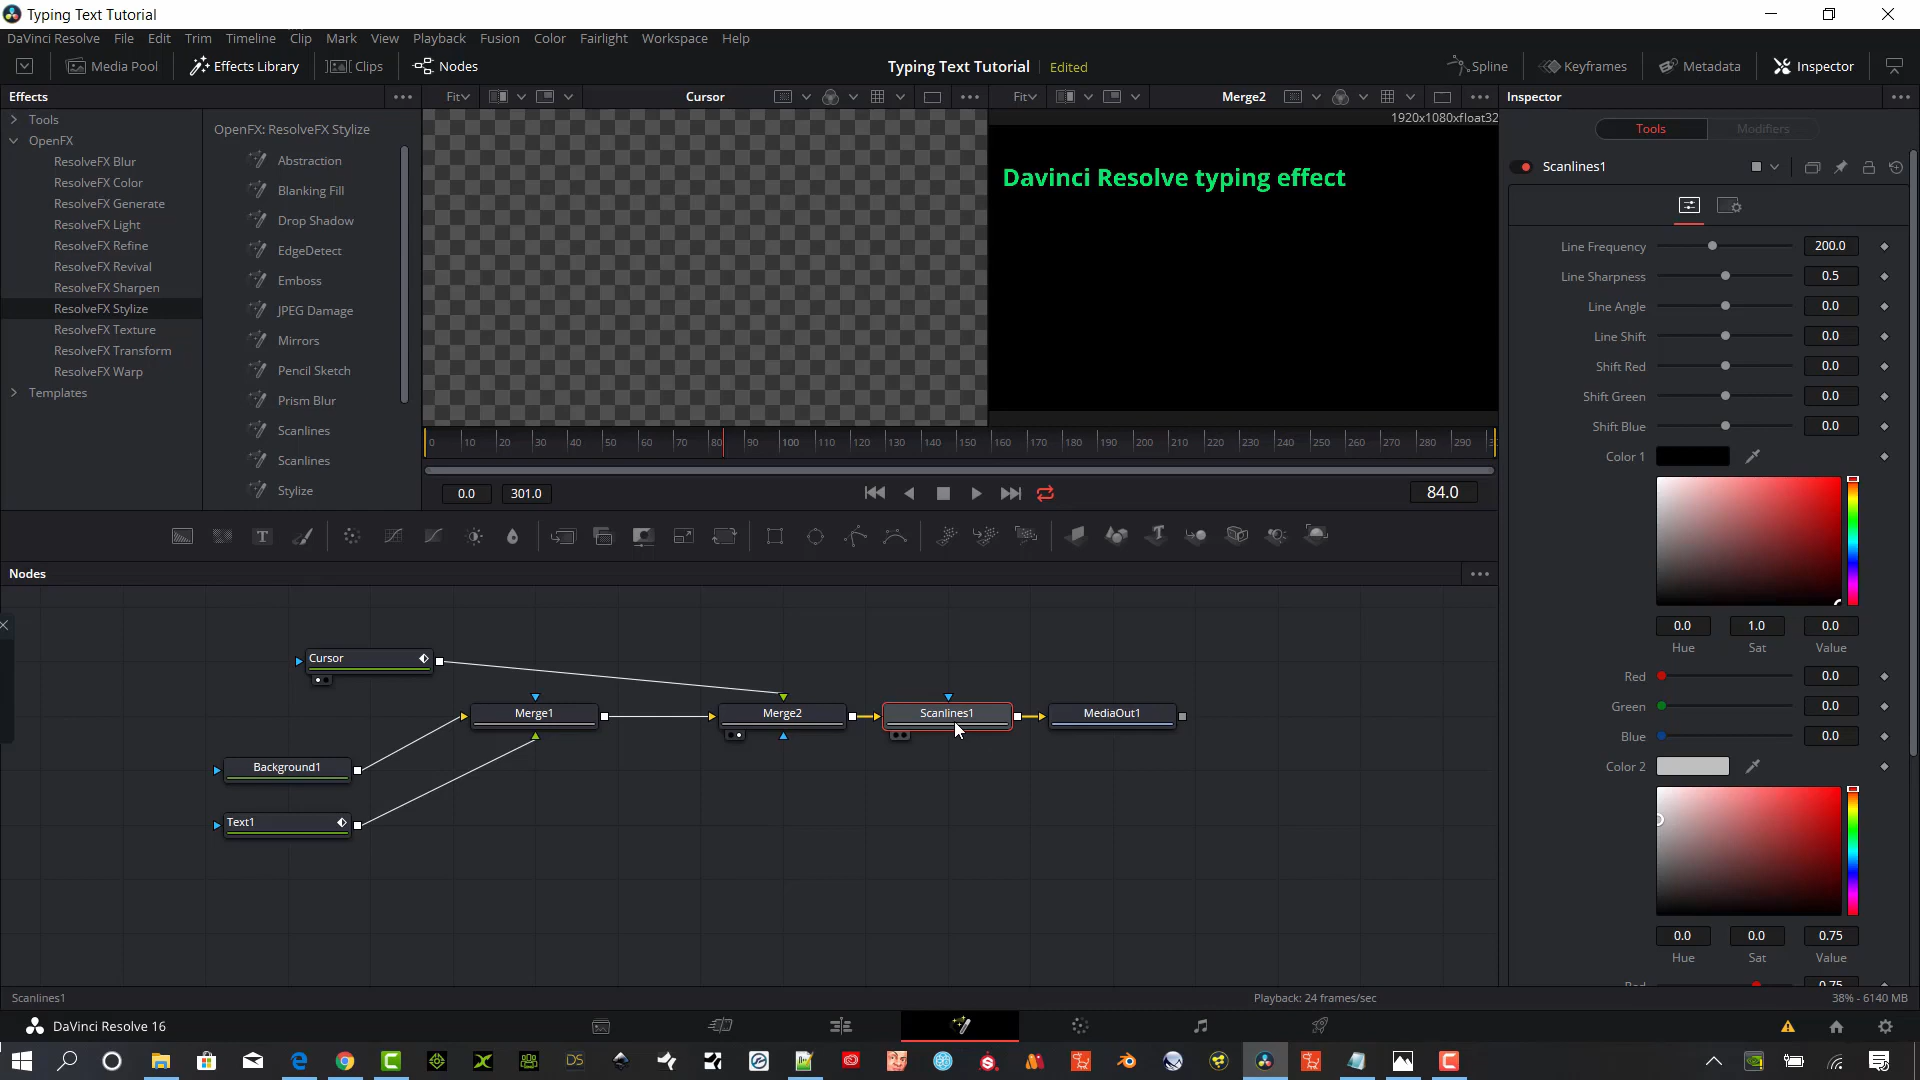 Typing Text Tutorial
DaVinci Resolve File Edit Trim Timeline Clip Mark View Playback Fusion Color Fairlight Workspace Help
Media Pool Effects Library Clips Nodes Typing Text Tutorial Edited Spline Keyframes Metadata Inspector
Effects Fit Cursor Fit Merge2 Inspector
1920x1080xfloat32
Tools
OpenFX
ResolveFX Blur
ResolveFX Color
ResolveFX Generate
ResolveFX Light
ResolveFX Refine
ResolveFX Revival
ResolveFX Sharpen
ResolveFX Stylize
ResolveFX Texture
ResolveFX Transform
ResolveFX Warp
Templates
OpenFX: ResolveFX Stylize
Abstraction
Blanking Fill
Drop Shadow
EdgeDetect
Emboss
JPEG Damage
Mirrors
Pencil Sketch
Prism Blur
Scanlines
Scanlines
Stylize
Davinci Resolve typing effect
0 10 20 30 40 50 60 70 80 90 100 110 120 130 140 150 160 170 180 190 200 210 220 230 240 250 260 270 280 290
0.0 301.0 84.0
Nodes
Cursor
Merge1 Merge2 Scanlines1 MediaOut1
Background1
Text1
Tools Modifiers
Scanlines1
Line Frequency 200.0
Line Sharpness 0.5
Line Angle 0.0
Line Shift 0.0
Shift Red 0.0
Shift Green 0.0
Shift Blue 0.0
Color 1
0.0 1.0 0.0
Hue Sat Value
Red 0.0
Green 0.0
Blue 0.0
Color 2
0.0 0.0 0.75
Hue Sat Value
Red 0.75
Scanlines1 Playback: 24 frames/sec 38% - 6140 MB
DaVinci Resolve 16
DS